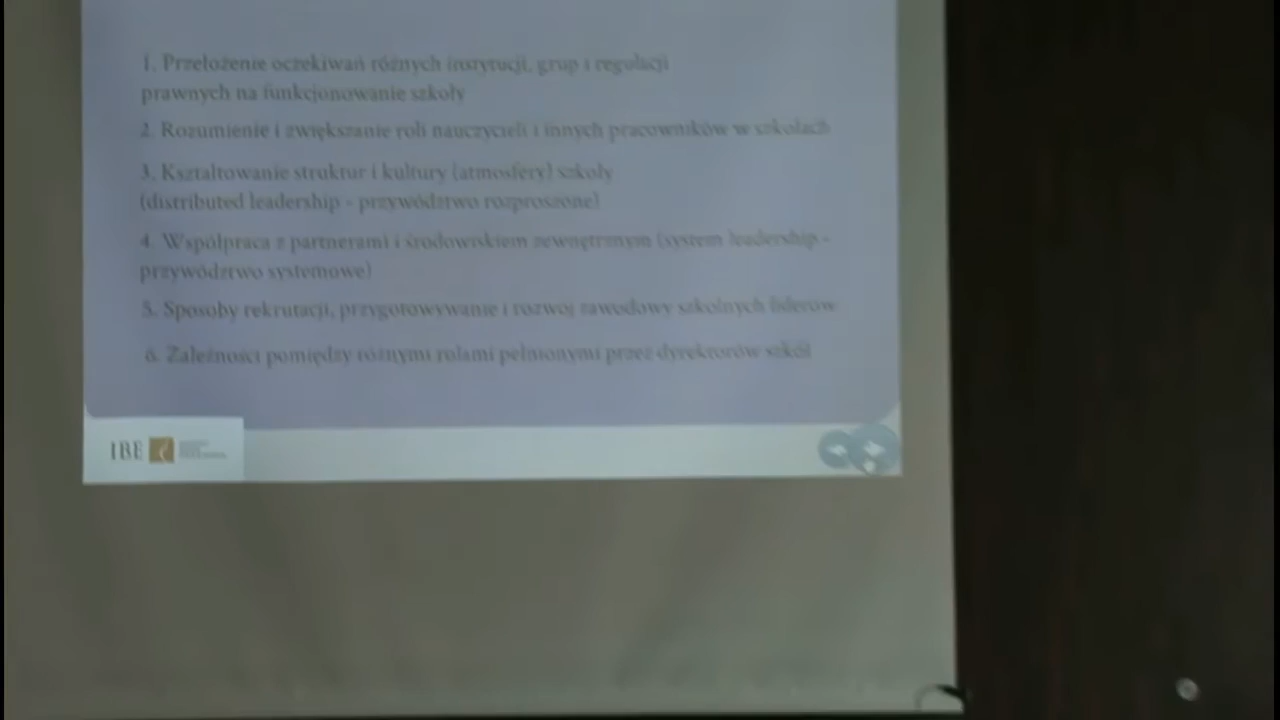 1. Przełożenie oczekiwań różnych instytucji, grup i regulacji
prawnych na funkcjonowanie szkoły
2. Rozumienie i zwiększanie roli nauczycieli i innych pracowników w szkołach
3. Kształtowanie struktur i kultury (atmosfery) szkoły
(distributed leadership - przywództwo rozproszone)
4. Współpraca z partnerami i środowiskiem zewnętrznym (system leadership -
przywództwo systemowe)
5. Sposoby rekrutacji, przygotowywanie i rozwój zawodowy szkolnych liderów
6. Zależności pomiędzy różnymi rolami pełnionymi przez dyrektorów szkół
IBE